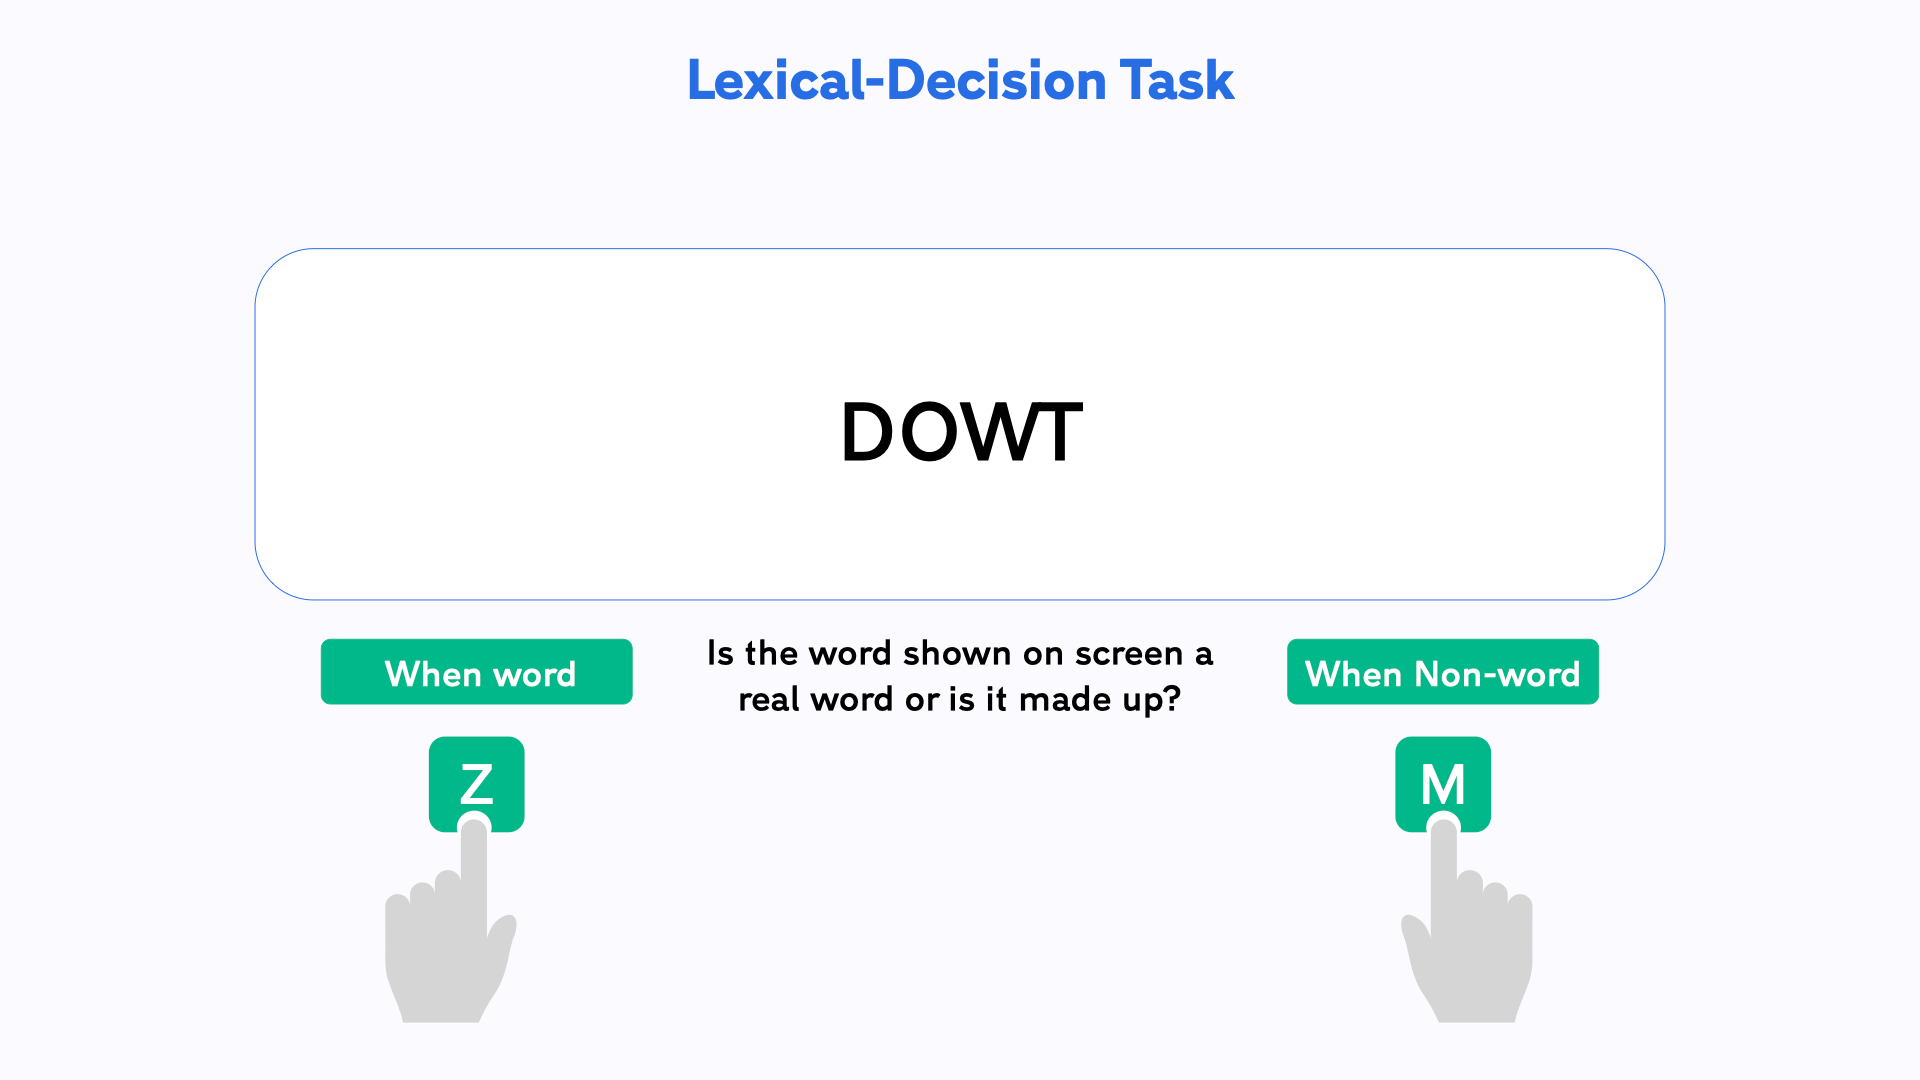 Lexical-Decision Task
DOWT
When word
Is the word shown on screen a
real word or is it made up?
When Non-word
Z
M